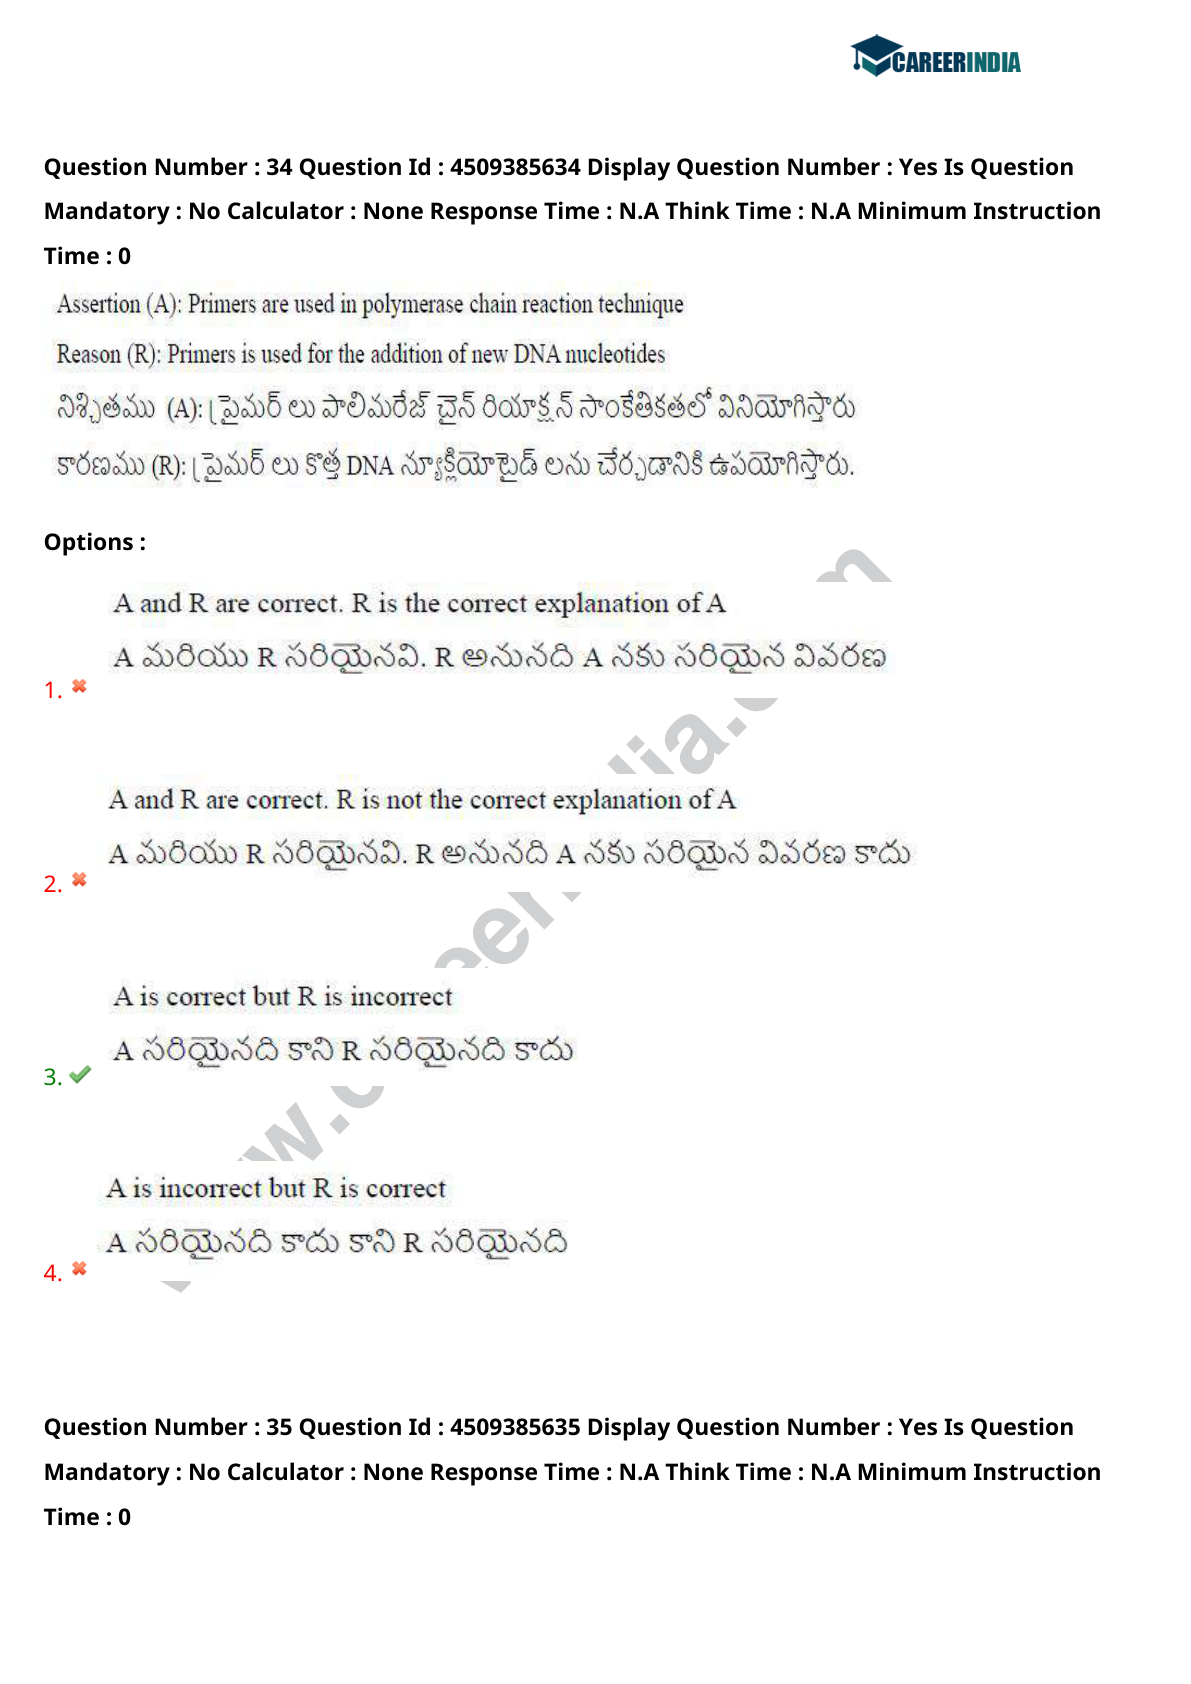 CAREERINDIA
Question Number : 34 Question Id : 4509385634 Display Question Number : Yes Is Question
Mandatory : No Calculator : None Response Time : N.A Think Time : N.A Minimum Instruction
Time : 0
Assertion (A): Primers are used in polymerase chain reaction technique
Reason (R): Primers is used for the addition of new DNA nucleotides
నిశ్చితము (A): ప్రైమర్ లు పాలిమరేజ్ చైన్ రియాక్షన్ సాంకేతికతలో వినియోగిస్తారు
కారణము (R): ప్రైమర్ లు కొత్త DNA న్యూక్లియోటైడ్ లను చేర్చడానికి ఉపయోగిస్తారు.
Options :
A and R are correct. R is the correct explanation of A
A మరియు R సరియైనవి. R అనునది A నకు సరియైన వివరణ
1.
A and R are correct. R is not the correct explanation of A
A మరియు R సరియైనవి. R అనునది A నకు సరియైన వివరణ కాదు
2.
A is correct but R is incorrect
A సరియైనది కాని R సరియైనది కాదు
3.
A is incorrect but R is correct
A సరియైనది కాదు కాని R సరియైనది
4.
Question Number : 35 Question Id : 4509385635 Display Question Number : Yes Is Question
Mandatory : No Calculator : None Response Time : N.A Think Time : N.A Minimum Instruction
Time : 0